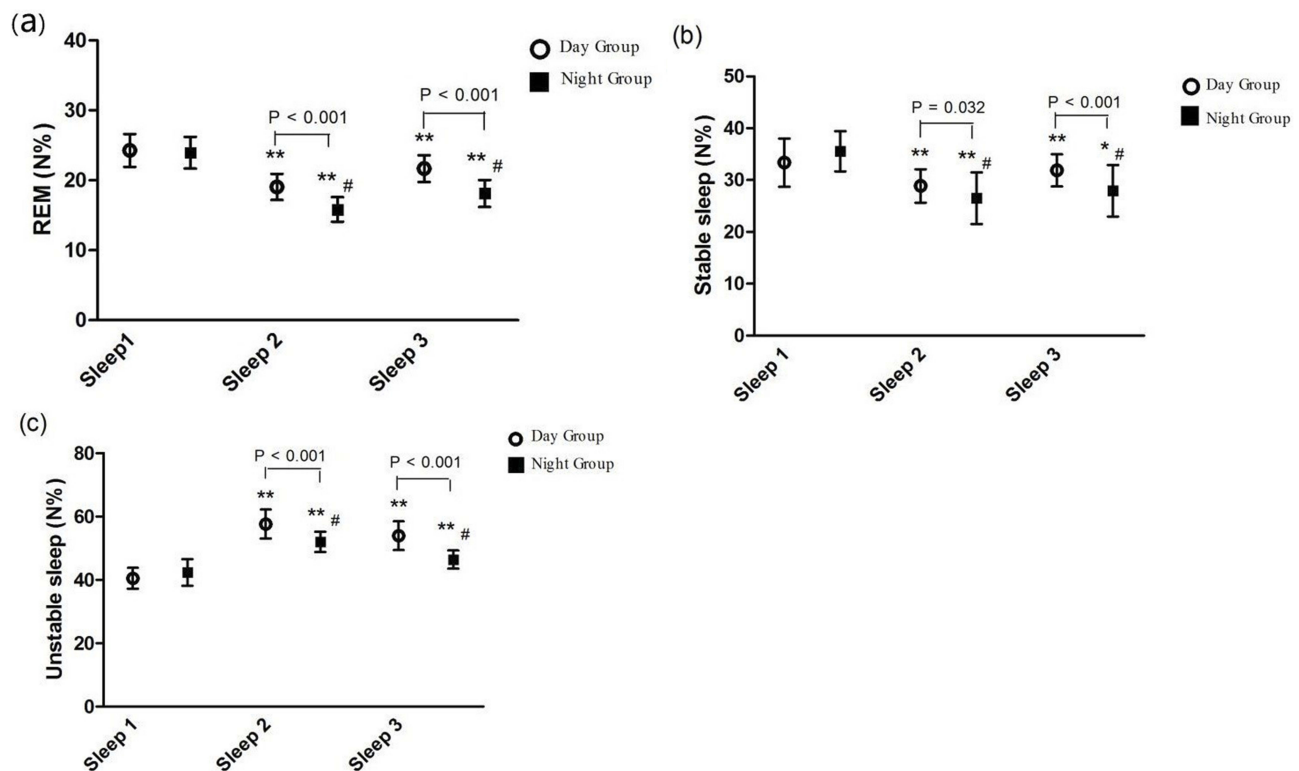 (a)
40
30
20
10
0
REM (N%)
Day Group
Night Group
P < 0.001
P < 0.001
**
** #
**
** #
Sleep1
Sleep 2
Sleep 3
(b)
50
40
30
20
10
0
Stable sleep (N%)
Day Group
Night Group
P = 0.032
P < 0.001
**
** #
**
* #
Sleep 1
Sleep 2
Sleep 3
(c)
80
60
40
20
0
Unstable sleep (N%)
Day Group
Night Group
P < 0.001
P < 0.001
**
** #
**
** #
Sleep 1
Sleep 2
Sleep 3